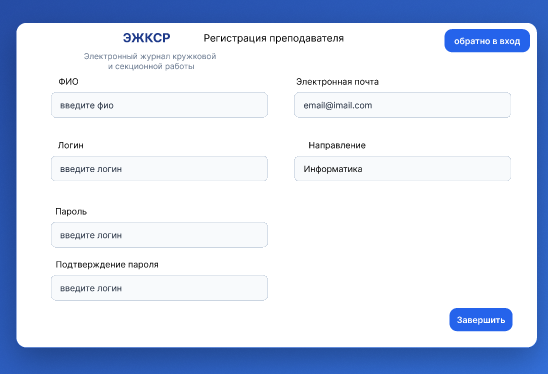 ЭЖКСР
Регистрация преподавателя
обратно в вход
Электронный журнал кружковой
и секционной работы
ФИО
Электронная почта
введите фио
email@imail.com
Логин
Направление
введите логин
Информатика
Пароль
введите логин
Подтверждение пароля
введите логин
Завершить